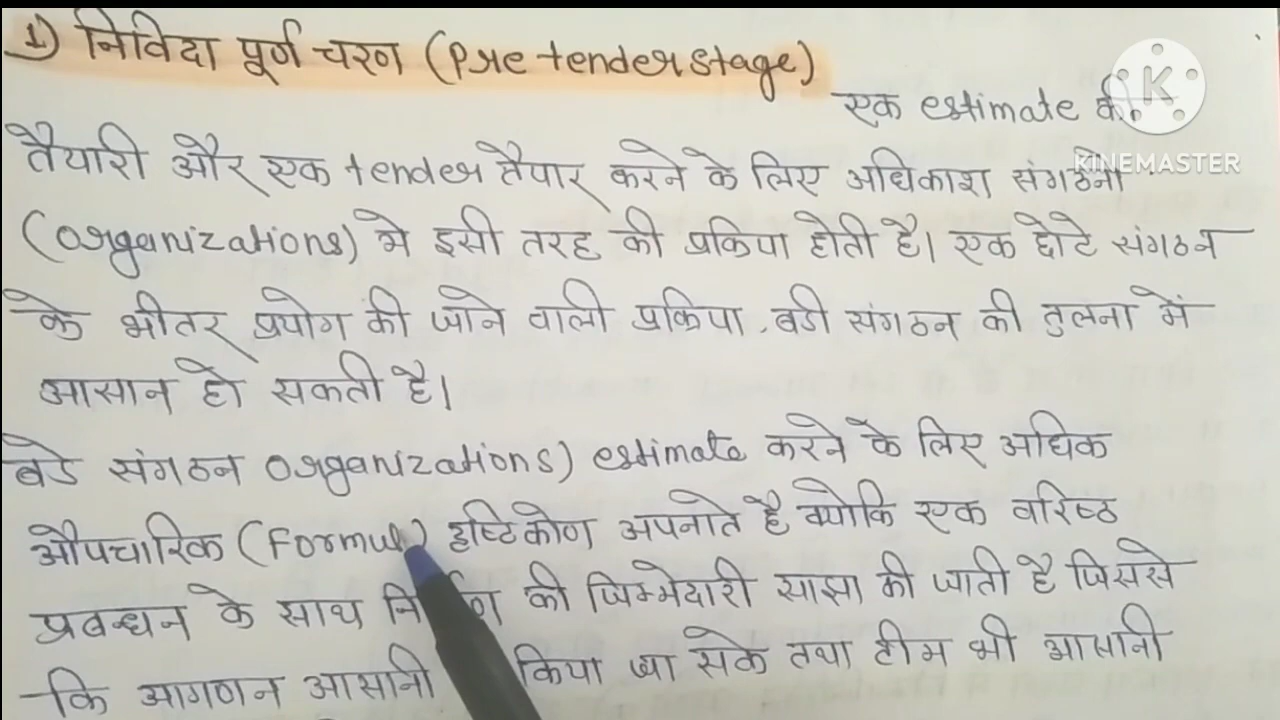 1) निविदा पूर्ण चरण (Pre tender stage)
एक estimate की
KINEMASTER
तैयारी और एक tender तैयार करने के लिए अधिकाश संगठनो
(organizations) मे इसी तरह की प्रकिया होती है। एक छोटे संगठन
के भीतर प्रयोग की जाने वाली प्रकिया बडी संगठन की तुलना में
आसान हो सकती है।
बडे संगठन organizations) estimate करने के लिए अधिक
औपचारिक (Formul) दृष्टिकोण अपनाते है क्योकि एक वरिष्ठ
प्रबन्धन के साथ की जिम्मेदारी साझा की जाती है जिससे
कि आगणन आसानी किया जा सके तथा टीम भी आसानी